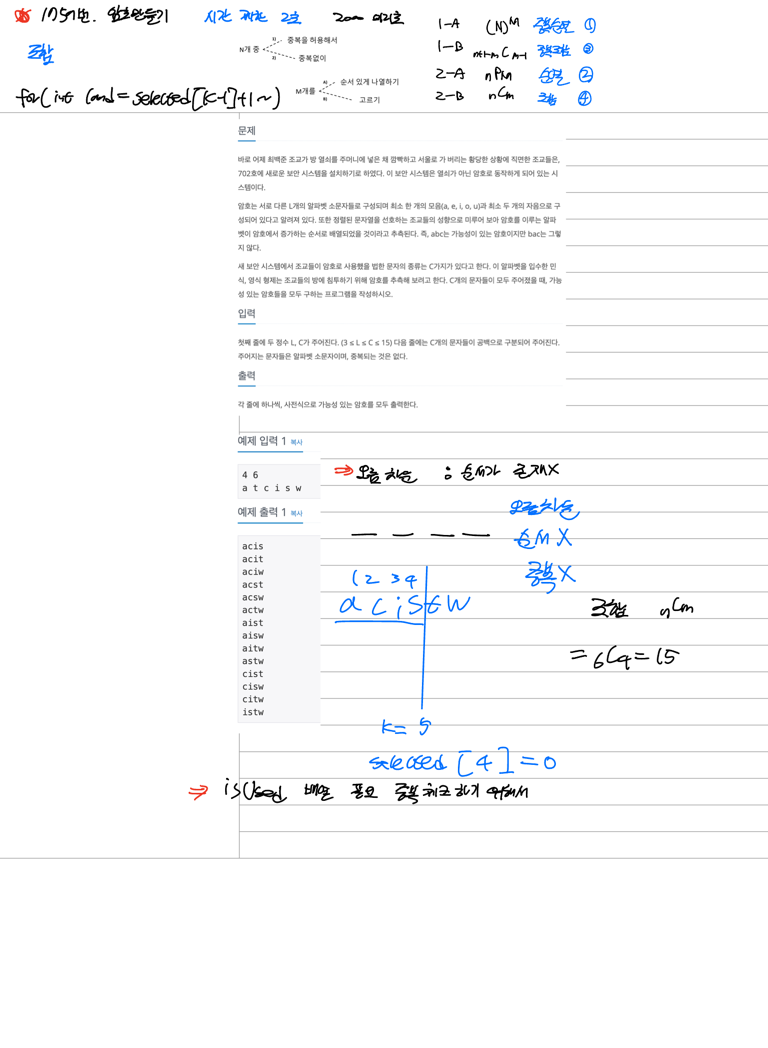 1759번. 암호만들기 시간 제한 2초
조합
N개 중
1) 중복을 허용해서
2) 중복없이
M개를
A) 순서 있게 나열하기
B) 고르기
1-A (N)^M 중복순열 ①
1-B n+m-1Cn-1 중복조합 ③
2-A nPm 순열 ②
2-B nCm 조합 ④
for(int cand = selected[k-1]+1~)
문제
바로 어제 최백준 조교가 방 열쇠를 주머니에 넣은 채 깜빡하고 서울로 가 버리는 황당한 상황에 직면한 조교들은,
702호에 새로운 보안 시스템을 설치하기로 하였다. 이 보안 시스템은 열쇠가 아닌 암호로 동작하게 되어 있는 시
스템이다.
암호는 서로 다른 L개의 알파벳 소문자들로 구성되며 최소 한 개의 모음(a, e, i, o, u)과 최소 두 개의 자음으로 구
성되어 있다고 알려져 있다. 또한 정렬된 문자열을 선호하는 조교들의 성향으로 미루어 보아 암호를 이루는 알파
벳이 암호에서 증가하는 순서로 배열되었을 것이라고 추측된다. 즉, abc는 가능성이 있는 암호이지만 bac는 그렇
지 않다.
새 보안 시스템에서 조교들이 암호로 사용했을 법한 문자의 종류는 C가지가 있다고 한다. 이 알파벳을 입수한 민
식, 영식 형제는 조교들의 방에 침투하기 위해 암호를 추측해 보려고 한다. C개의 문자들이 모두 주어졌을 때, 가능
성 있는 암호들을 모두 구하는 프로그램을 작성하시오.
입력
첫째 줄에 두 정수 L, C가 주어진다. (3 ≤ L ≤ C ≤ 15) 다음 줄에는 C개의 문자들이 공백으로 구분되어 주어진다.
주어지는 문자들은 알파벳 소문자이며, 중복되는 것은 없다.
출력
각 줄에 하나씩, 사전식으로 가능성 있는 암호를 모두 출력한다.
예제 입력 1 복사
4 6
a t c i s w
⇒ 오름차순 : 순서가 존재X
예제 출력 1 복사
오름차순
순서 X
중복X
acis
acit
aciw
acst
acsw
actw
aist
aisw
aitw
astw
cist
cisw
citw
istw
1 2 3 4
a c i s t w
조합 nCm
= 6C4 = 15
k = 5
selected [4] = 0
⇒ isUsed 배열 필요 중복 체크 하기 위해서